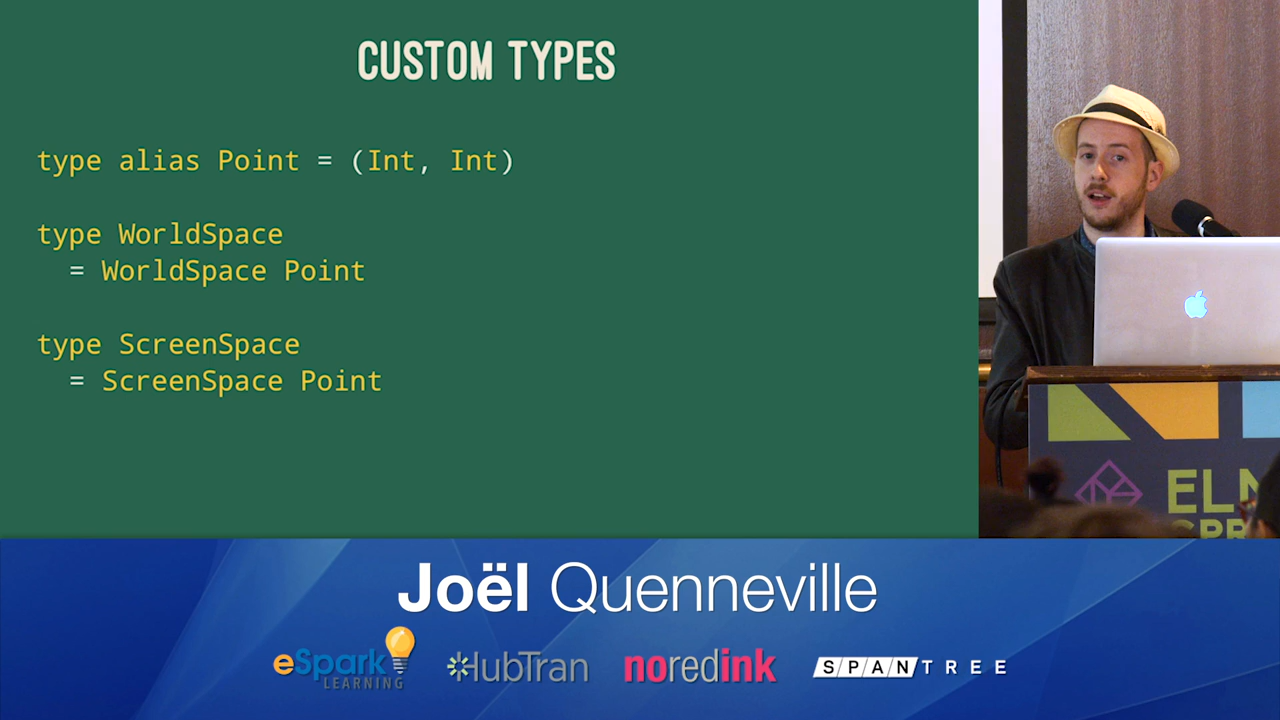 CUSTOM TYPES
type alias Point = (Int, Int)
type WorldSpace
= WorldSpace Point
type ScreenSpace
= ScreenSpace Point
Joël Quenneville
eSpark
LEARNING
HubTran
noredink
SPANTREE